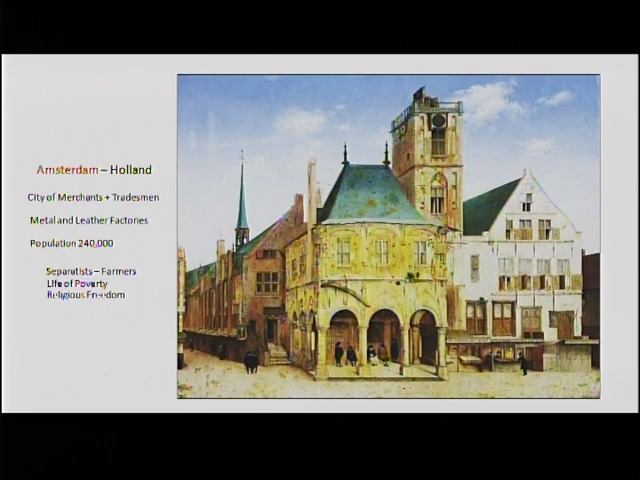 Amsterdam – Holland
City of Merchants + Tradesmen
Metal and Leather Factories
Population 240,000
Separatists – Farmers
Life of Poverty
Religious Freedom